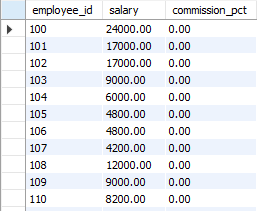 employee_id salary commission_pct
100 24000.00 0.00
101 17000.00 0.00
102 17000.00 0.00
103 9000.00 0.00
104 6000.00 0.00
105 4800.00 0.00
106 4800.00 0.00
107 4200.00 0.00
108 12000.00 0.00
109 9000.00 0.00
110 8200.00 0.00